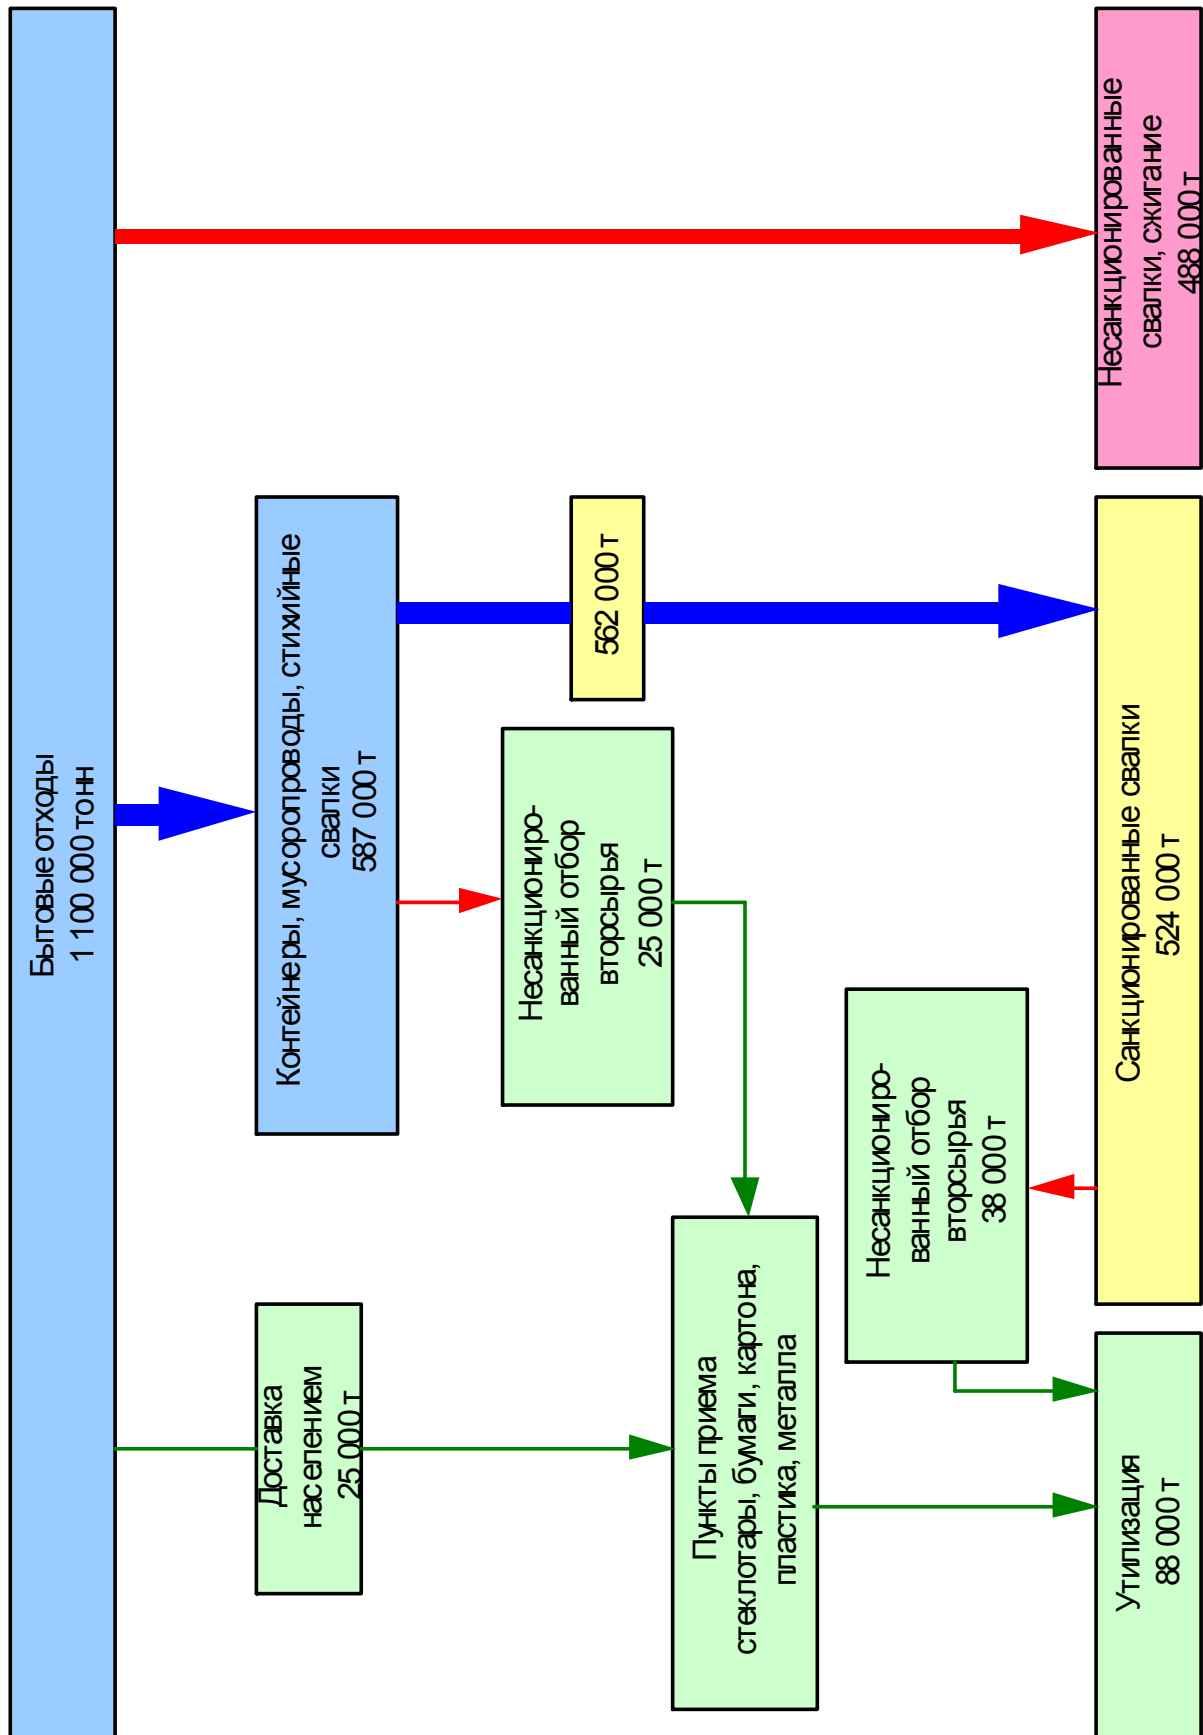 Бытовые отходы
1 100 000 тонн
Доставка
населением
25 000 т
Контейнеры, мусоропроводы, стихийные
свалки
587 000 т
Несанкциониро-
ванный отбор
вторсырья
25 000 т
562 000 т
Пункты приема
стеклотары, бумаги, картона,
пластика, металла
Несанкциониро-
ванный отбор
вторсырья
38 000 т
Утилизация
88 000 т
Санкционированные свалки
524 000 т
Несанкционированные
свалки, сжигание
488 000 т